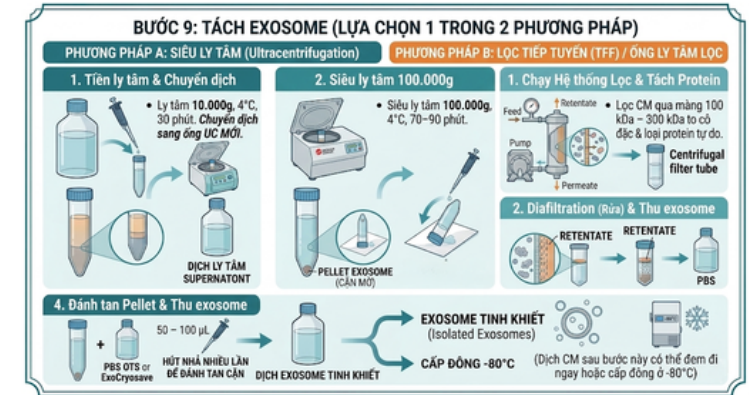 BƯỚC 9: TÁCH EXOSOME (LỰA CHỌN 1 TRONG 2 PHƯƠNG PHÁP)
PHƯƠNG PHÁP A: SIÊU LY TÂM (Ultracentrifugation)
PHƯƠNG PHÁP B: LỌC TIẾP TUYẾN (TFF) / ỐNG LY TÂM LỌC
1. Tiền ly tâm & Chuyển dịch
• Ly tâm 10.000g, 4°C,
30 phút. Chuyển dịch
sang ống UC MỚI.
DỊCH LY TÂM
SUPERNATONT
2. Siêu ly tâm 100.000g
• Siêu ly tâm 100.000g,
4°C, 70–90 phút.
PELLET EXOSOME
(CẶN MỜ)
1. Chạy Hệ thống Lọc & Tách Protein
Feed
Retentate
Pump
Permeate
• Lọc CM qua màng 100
kDa – 300 kDa to cô
đặc & loại protein tự do.
Centrifugal
filter tube
2. Diafiltration (Rửa) & Thu exosome
RETENTATE
RETENTATE
PBS
4. Đánh tan Pellet & Thu exosome
+
PBS OTS or
ExoCryosave
50 – 100 µL
HÚT NHẢ NHIỀU LẦN
ĐỂ ĐÁNH TAN CẶN
DỊCH EXOSOME TINH KHIẾT
EXOSOME TINH KHIẾT
(Isolated Exosomes)
CẤP ĐÔNG -80°C
(Dịch CM sau bước này có thể đem đi
ngay hoặc cấp đông ở -80°C)